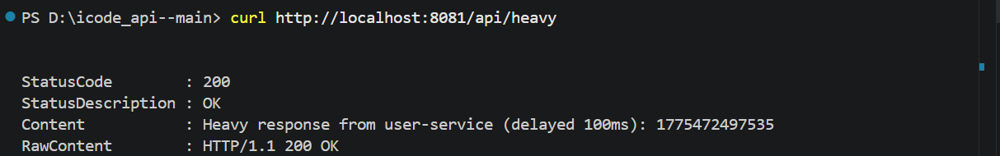 PS D:\icode_api--main> curl http://localhost:8081/api/heavy
StatusCode        : 200
StatusDescription : OK
Content           : Heavy response from user-service (delayed 100ms): 1775472497535
RawContent        : HTTP/1.1 200 OK